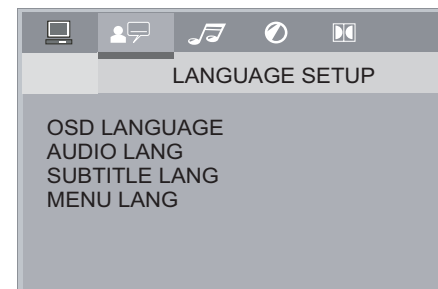 LANGUAGE SETUP
OSD LANGUAGE
AUDIO LANG
SUBTITLE LANG
MENU LANG